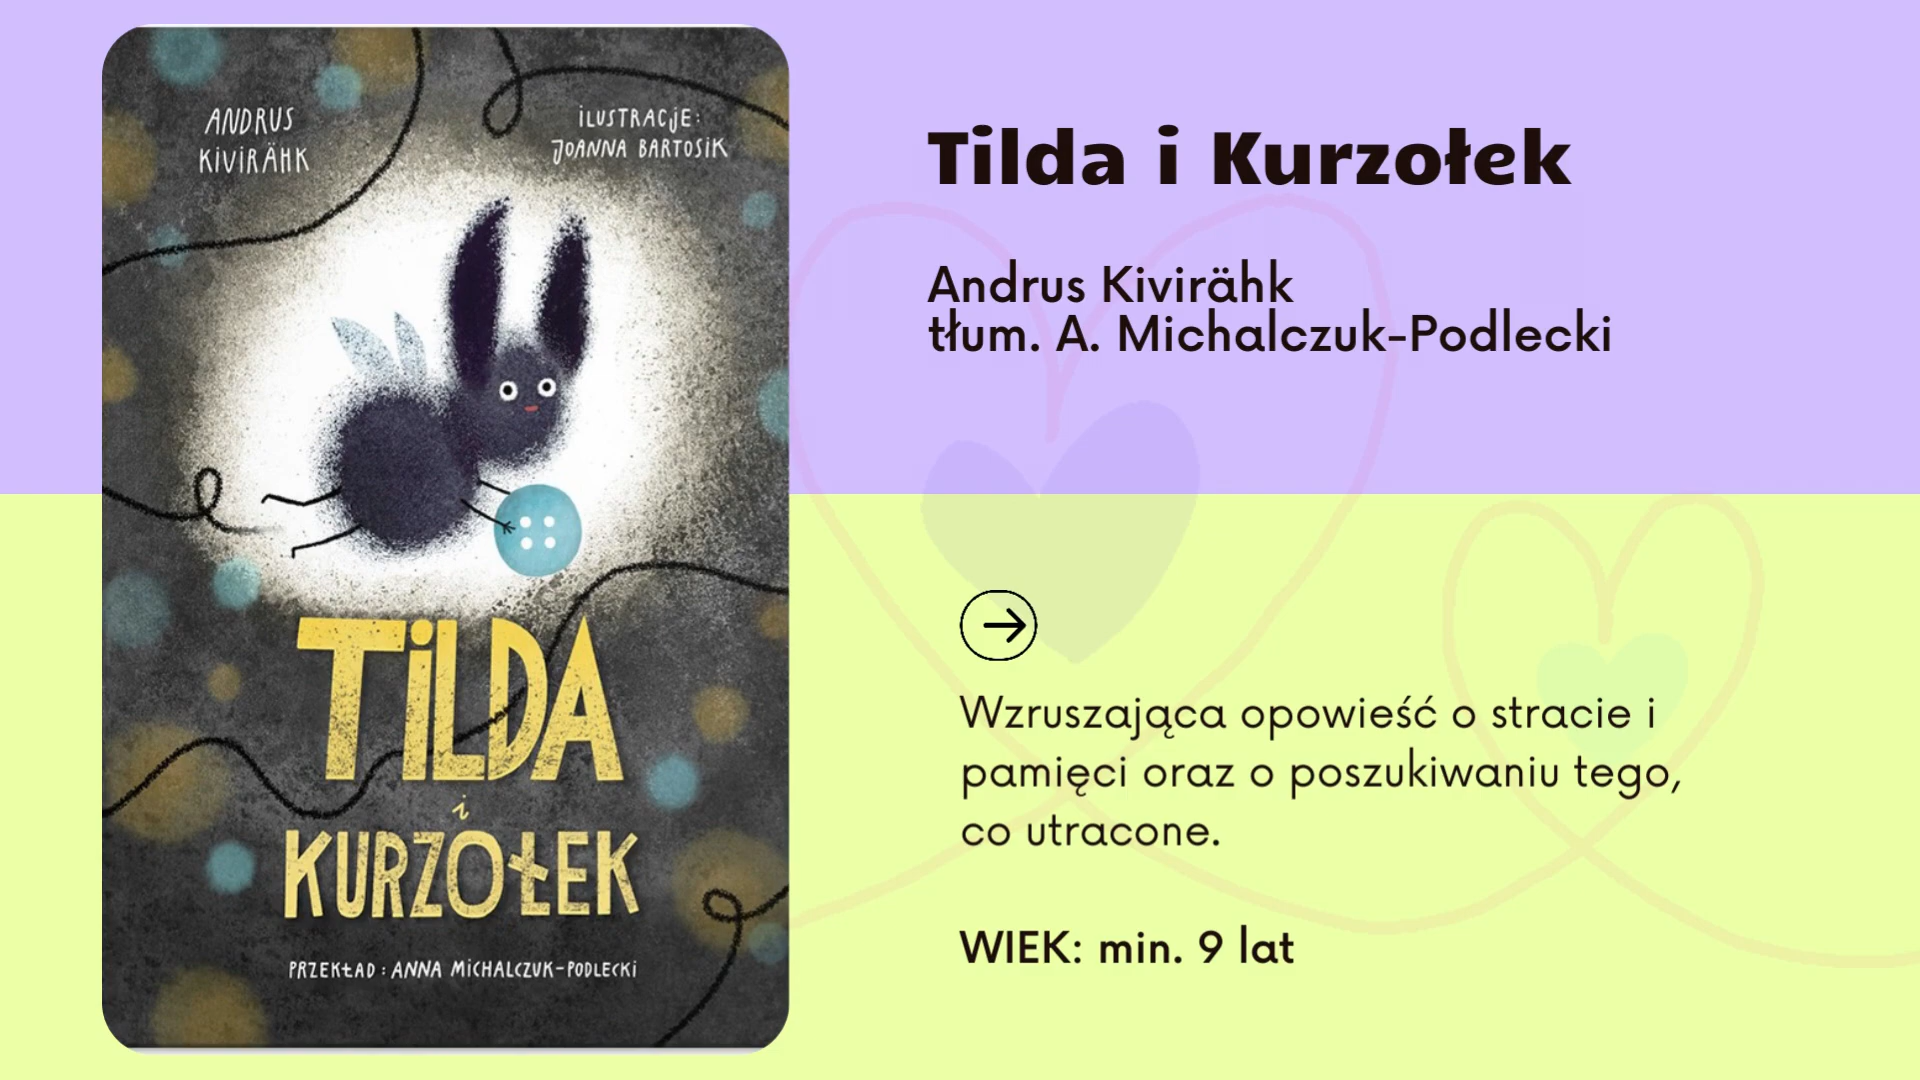 ANDRUS
KIVIRÄHK
ILUSTRACJE:
JOANNA BARTOSIK
TILDA
i
KURZOŁEK
PRZEKŁAD: ANNA MICHALCZUK-PODLECKI
Tilda i Kurzołek
Andrus Kivirähk
tłum. A. Michalczuk-Podlecki
Wzruszająca opowieść o stracie i
pamięci oraz o poszukiwaniu tego,
co utracone.
WIEK: min. 9 lat